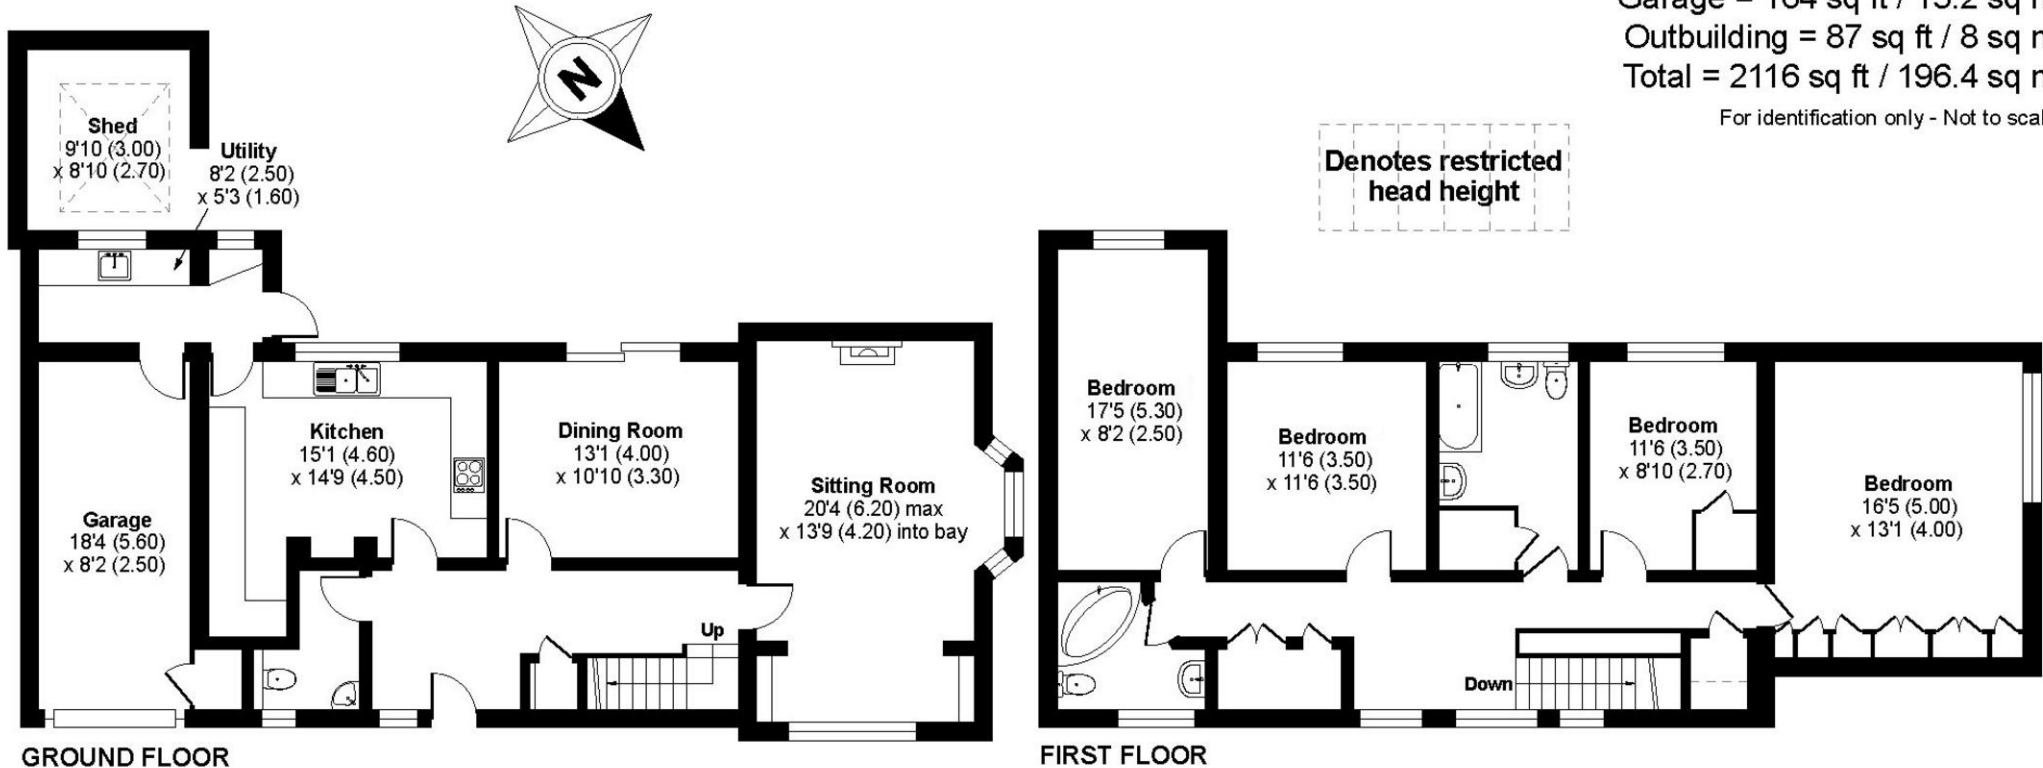 Garage = 164 sq ft / 15.2 sq m
Outbuilding = 87 sq ft / 8 sq m
Total = 2116 sq ft / 196.4 sq m
For identification only - Not to scal
N
Denotes restricted
head height
Shed
9'10 (3.00)
x 8'10 (2.70)
Utility
8'2 (2.50)
x 5'3 (1.60)
Kitchen
15'1 (4.60)
x 14'9 (4.50)
Dining Room
13'1 (4.00)
x 10'10 (3.30)
Sitting Room
20'4 (6.20) max
x 13'9 (4.20) into bay
Garage
18'4 (5.60)
x 8'2 (2.50)
Up
GROUND FLOOR
Bedroom
17'5 (5.30)
x 8'2 (2.50)
Bedroom
11'6 (3.50)
x 11'6 (3.50)
Bedroom
11'6 (3.50)
x 8'10 (2.70)
Bedroom
16'5 (5.00)
x 13'1 (4.00)
Down
FIRST FLOOR